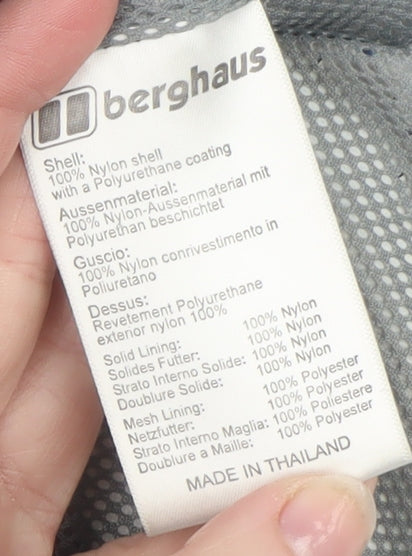 berghaus
Shell:
100% Nylon shell
with a Polyurethane coating
Aussenmaterial:
100% Nylon-Aussenmaterial mit
Polyurethan beschichtet
Guscio:
100% Nylon conrivestimento in
Poliuretano
Dessus:
Revetement Polyurethane
exterior nylon 100%
Solid Lining: 100% Nylon
Solides Futter: 100% Nylon
Strato Interno Solide: 100% Nylon
Doublure Solide: 100% Nylon
Mesh Lining: 100% Polyester
Netzfutter: 100% Polyester
Strato Interno Maglia: 100% Poliestere
Doublure a Maille: 100% Polyester
MADE IN THAILAND